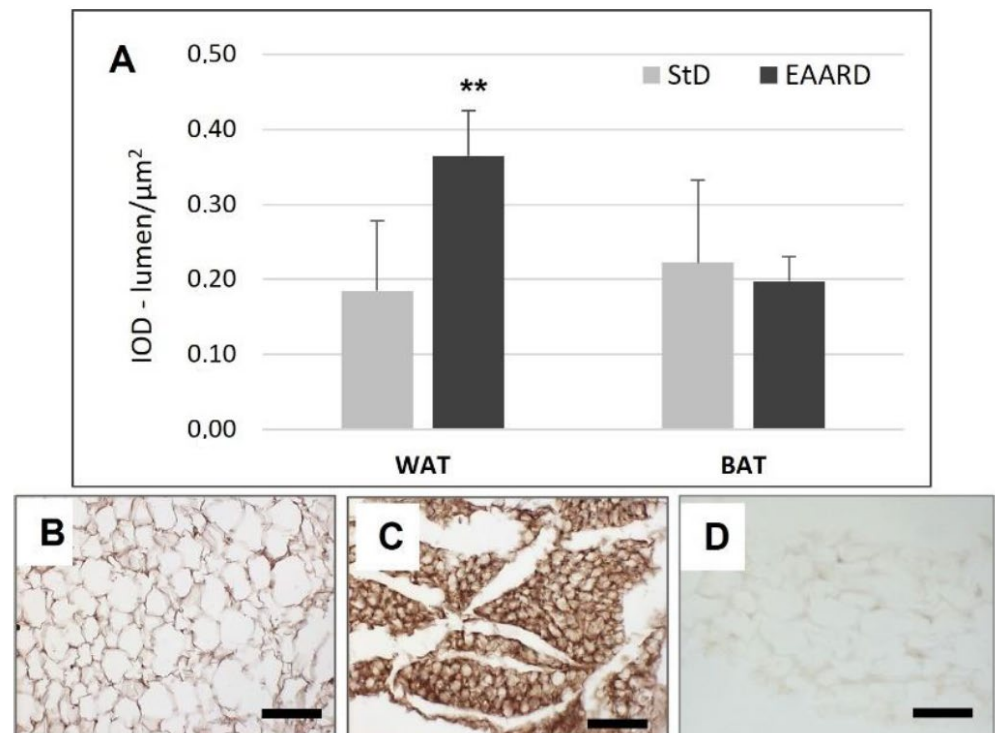 A
0.50
StD EAARD
**
0.40
0.30
0.20
0.10
0.00
IOD - lumen/µm²
WAT BAT
B C D